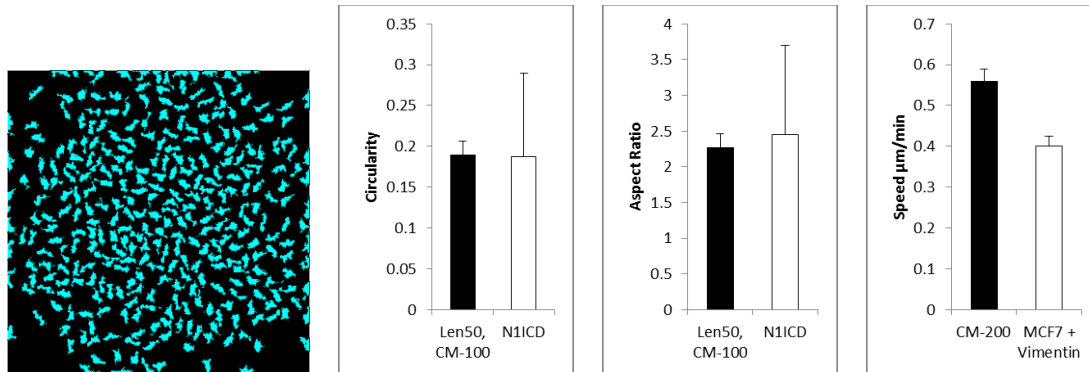 Circularity
0.35
0.3
0.25
0.2
0.15
0.1
0.05
0
Len50, N1ICD
CM-100
Aspect Ratio
4
3.5
3
2.5
2
1.5
1
0.5
0
Len50, N1ICD
CM-100
Speed µm/min
0.7
0.6
0.5
0.4
0.3
0.2
0.1
0
CM-200 MCF7 +
Vimentin